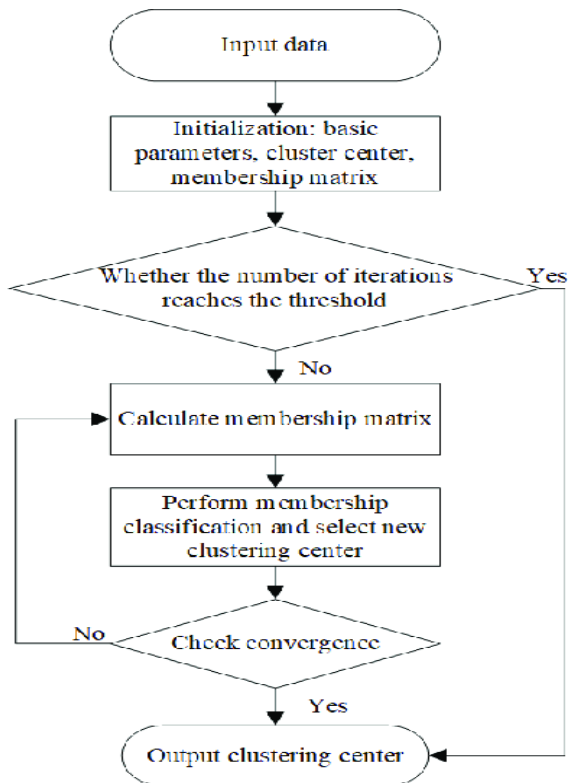 Input data
Initialization: basic
parameters, cluster center,
membership matrix
Whether the number of iterations
reaches the threshold
Yes
No
Calculate membership matrix
Perform membership
classification and select new
clustering center
No
Check convergence
Yes
Output clustering center